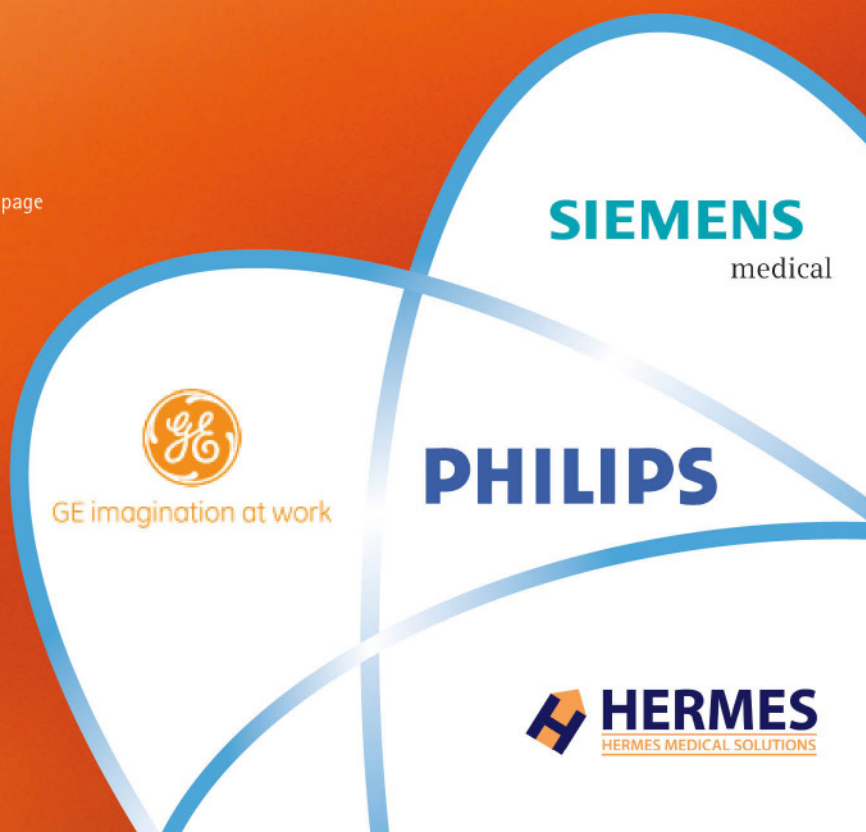 page
SIEMENS
medical
GE
GE imagination at work
PHILIPS
H HERMES
HERMES MEDICAL SOLUTIONS